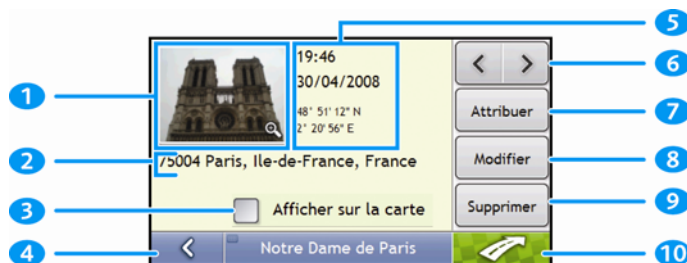 5
19:46
30/04/2008
48° 51' 12" N
2° 20' 56" E
6
1
Attribuer
7
2
75004 Paris, Ile-de-France, France
Modifier
8
3
Afficher sur la carte
Supprimer
9
4
Notre Dame de Paris
10